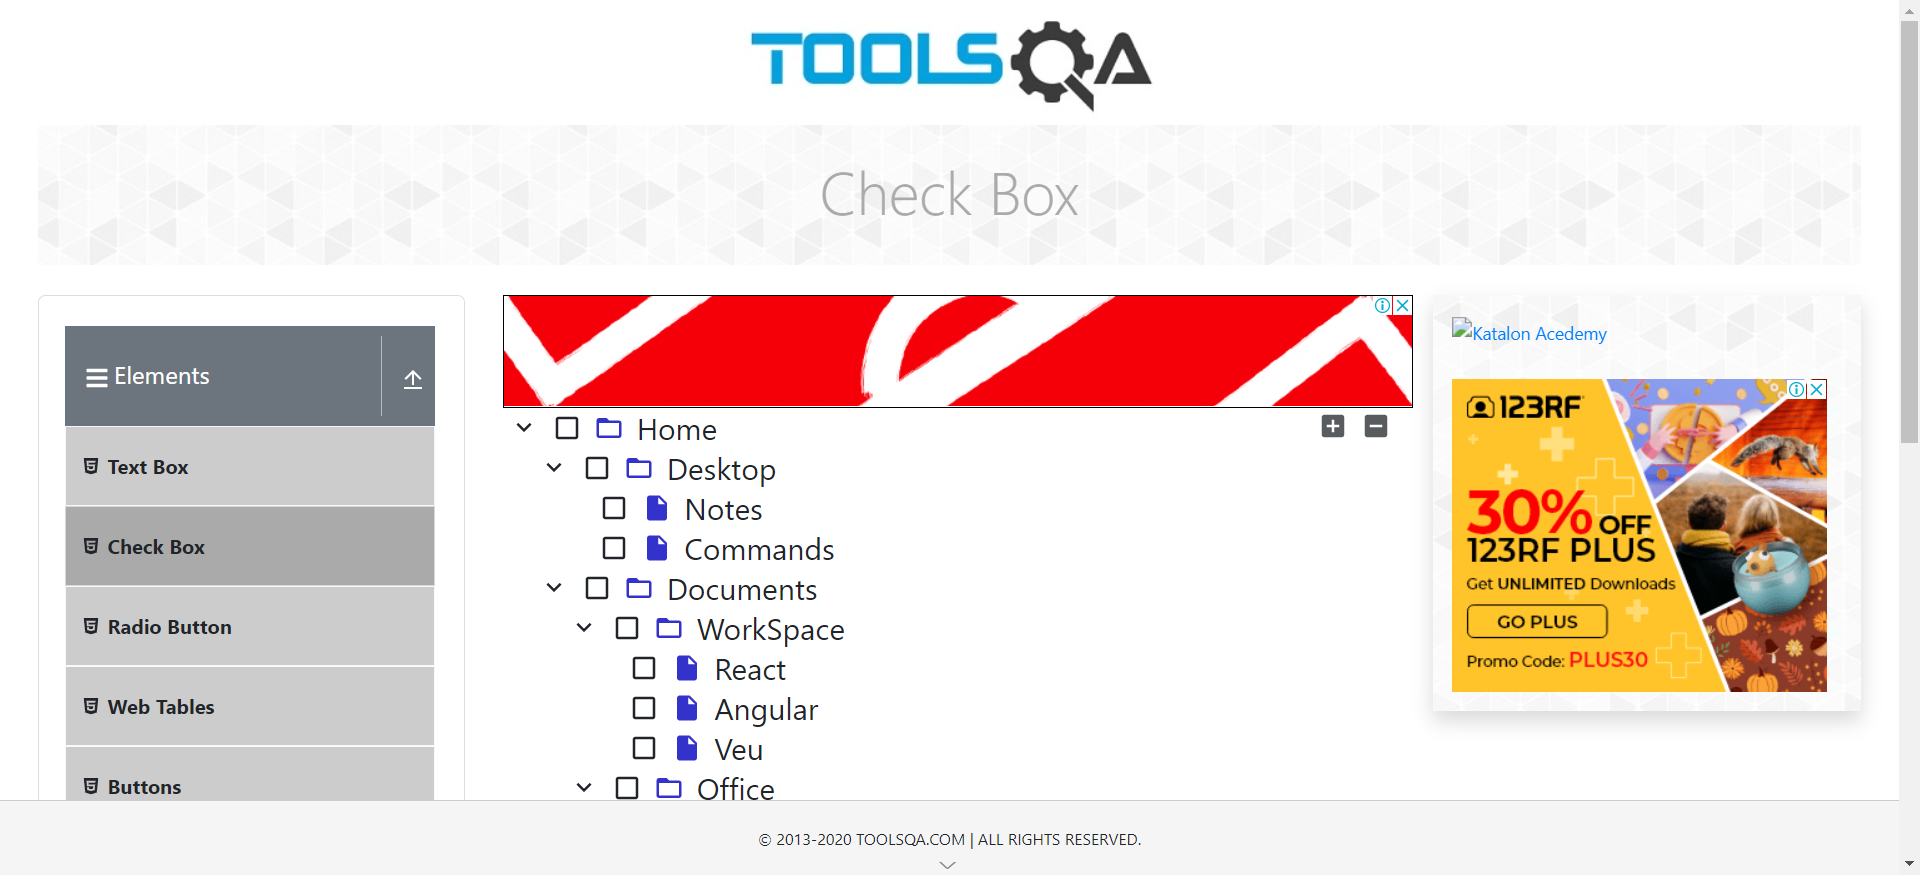 TOOLSQA
Check Box
Elements
Text Box
Check Box
Radio Button
Web Tables
Buttons
Home
Desktop
Notes
Commands
Documents
WorkSpace
React
Angular
Veu
Office
Katalon Acedemy
123RF
30% OFF
123RF PLUS
Get UNLIMITED Downloads
GO PLUS
Promo Code: PLUS30
© 2013-2020 TOOLSQA.COM | ALL RIGHTS RESERVED.